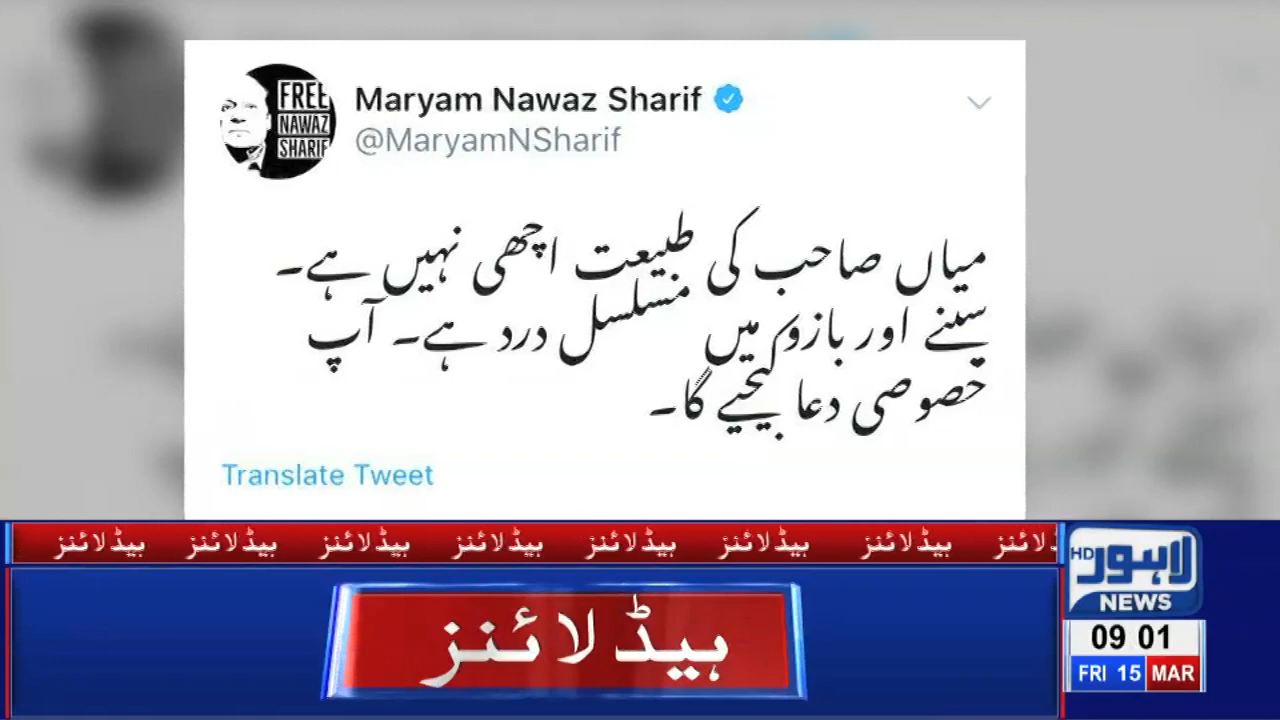 FREE
NAWAZ
SHARIF
Maryam Nawaz Sharif
@MaryamNSharif
میاں صاحب کی طبیعت اچھی نہیں ہے۔
سینے اور بازو میں مسلسل درد ہے۔ آپ
خصوصی دعا کیجیے گا۔
Translate Tweet
ہیڈلائنز ہیڈلائنز ہیڈلائنز ہیڈلائنز ہیڈلائنز ہیڈلائنز ہیڈلائنز
ہیڈلائنز
HD لاہور
NEWS
09 01
FRI 15 MAR